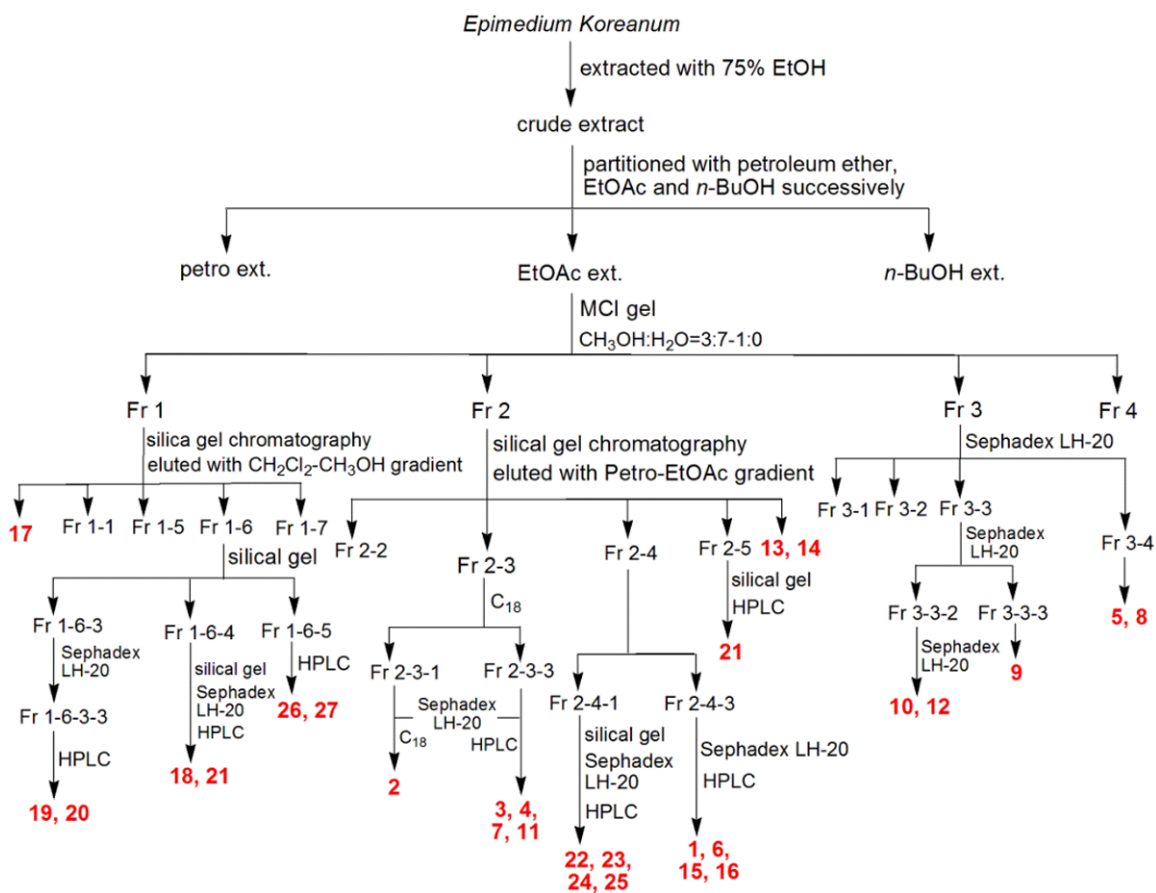 Epimedium Koreanum
extracted with 75% EtOH
crude extract
partitioned with petroleum ether,
EtOAc and n-BuOH successively
petro ext.
EtOAc ext.
n-BuOH ext.
MCI gel
CH3OH:H2O=3:7-1:0
Fr 1
Fr 2
Fr 3
Fr 4
silica gel chromatography
eluted with CH2Cl2-CH3OH gradient
silical gel chromatography
eluted with Petro-EtOAc gradient
Sephadex LH-20
17
Fr 1-1
Fr 1-5
Fr 1-6
Fr 1-7
Fr 2-2
Fr 2-3
Fr 2-4
Fr 2-5
13, 14
Fr 3-1
Fr 3-2
Fr 3-3
Fr 3-4
silical gel
Fr 1-6-3
Fr 1-6-4
Fr 1-6-5
Sephadex
LH-20
Fr 1-6-3-3
HPLC
19, 20
silical gel
Sephadex
LH-20
HPLC
18, 21
HPLC
26, 27
C18
Fr 2-3-1
Fr 2-3-3
Sephadex
LH-20
C18
HPLC
2
3, 4,
7, 11
Fr 2-4-1
Fr 2-4-3
silical gel
Sephadex
LH-20
HPLC
22, 23,
24, 25
Sephadex LH-20
HPLC
1, 6,
15, 16
silical gel
HPLC
21
Sephadex
LH-20
Fr 3-3-2
Fr 3-3-3
Sephadex
LH-20
10, 12
9
5, 8